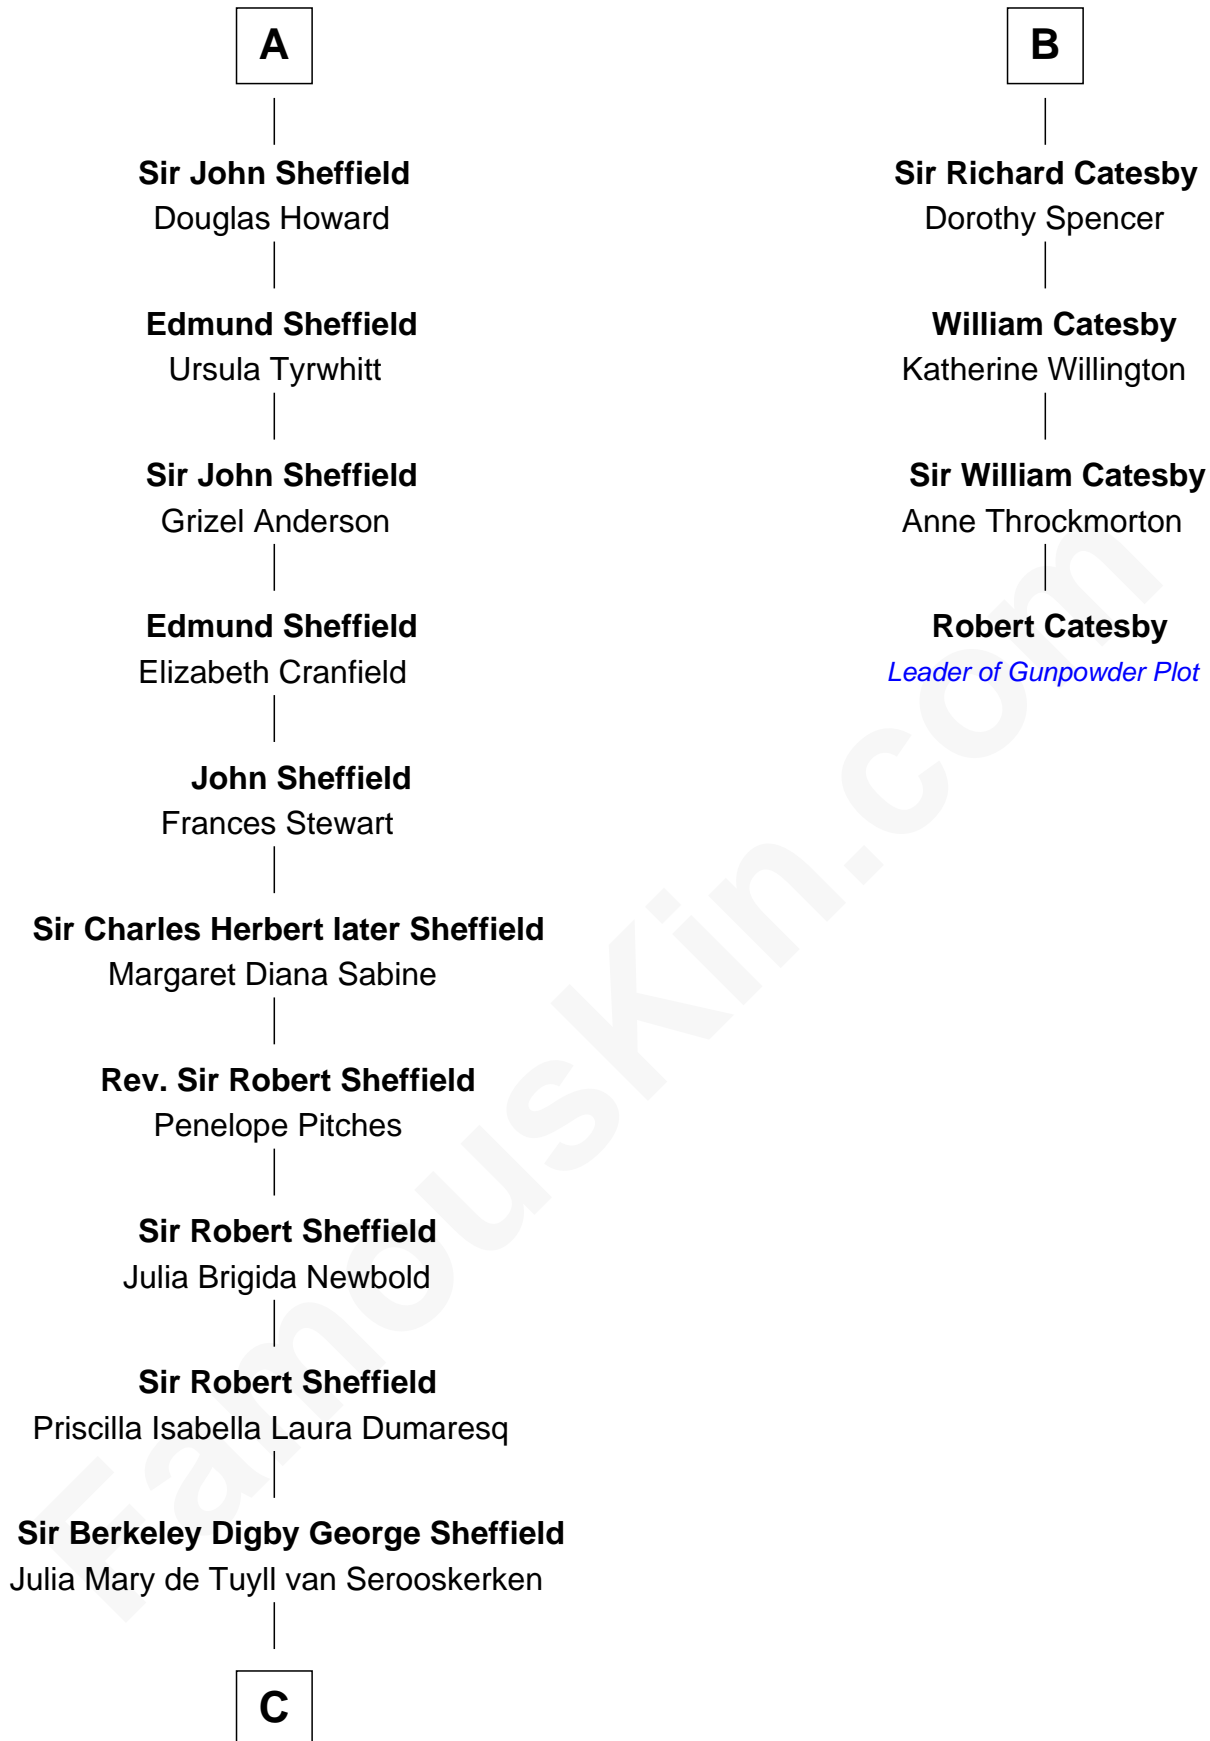 A
Sir John Sheffield
Douglas Howard
Edmund Sheffield
Ursula Tyrwhitt
Sir John Sheffield
Grizel Anderson
Edmund Sheffield
Elizabeth Cranfield
John Sheffield
Frances Stewart
Sir Charles Herbert later Sheffield
Margaret Diana Sabine
Rev. Sir Robert Sheffield
Penelope Pitches
Sir Robert Sheffield
Julia Brigida Newbold
Sir Robert Sheffield
Priscilla Isabella Laura Dumaresq
Sir Berkeley Digby George Sheffield
Julia Mary de Tuyll van Serooskerken
C
B
Sir Richard Catesby
Dorothy Spencer
William Catesby
Katherine Willington
Sir William Catesby
Anne Throckmorton
Robert Catesby
Leader of Gunpowder Plot
FamousKin.com